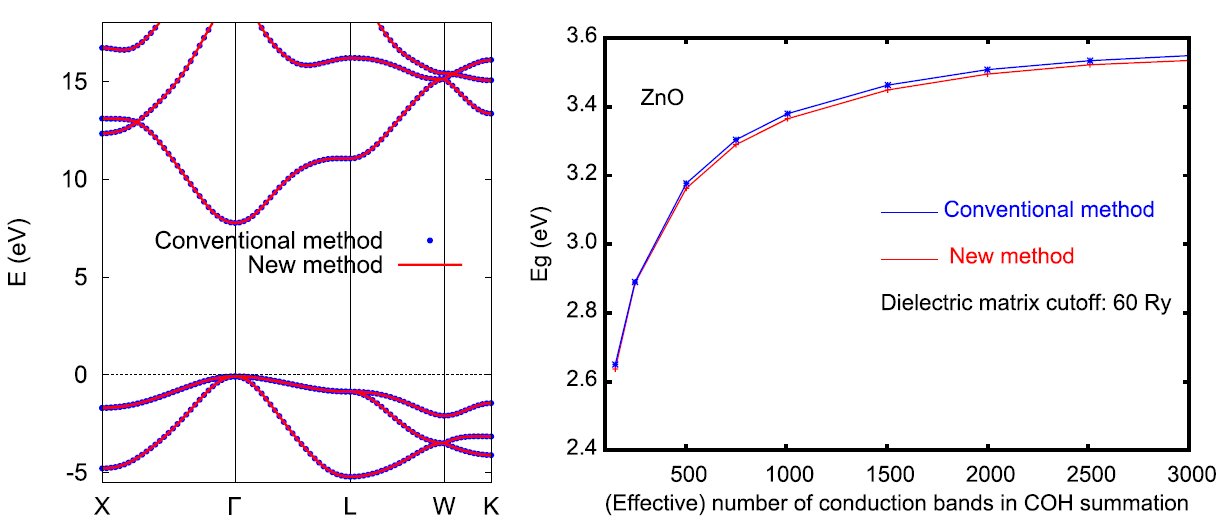 E (eV)
15
10
5
0
-5
X Γ L W K
Conventional method
New method
Eg (eV)
3.6
3.4
3.2
3.0
2.8
2.6
2.4
ZnO
Conventional method
New method
Dielectric matrix cutoff: 60 Ry
500 1000 1500 2000 2500 3000
(Effective) number of conduction bands in COH summation